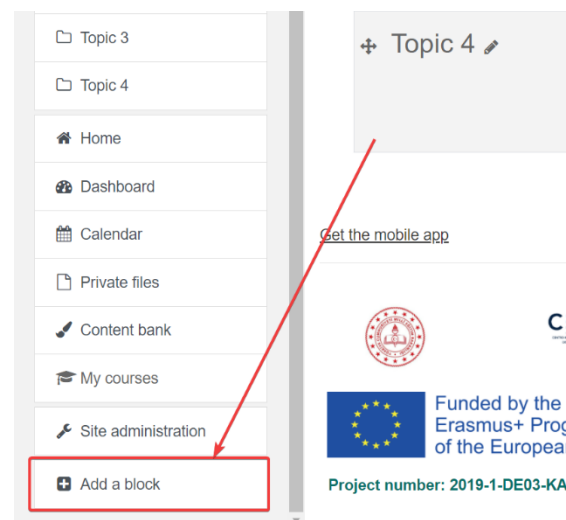 Topic 3
Topic 4
Home
Dashboard
Calendar
Private files
Content bank
My courses
Site administration
Add a block
Topic 4
Get the mobile app
C
Funded by the
Erasmus+ Prog
of the European
Project number: 2019-1-DE03-KA